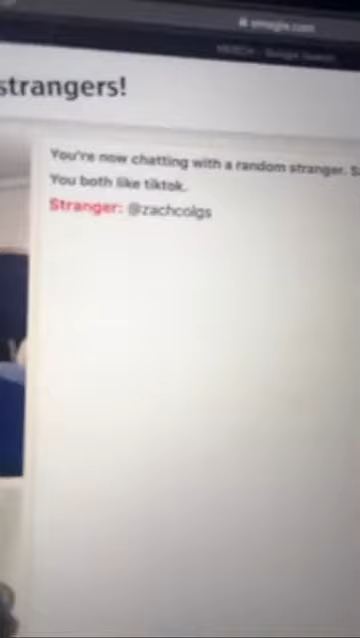 omegle.com
strangers!
You're now chatting with a random stranger. S
You both like tiktok.
Stranger: @zachcolgs